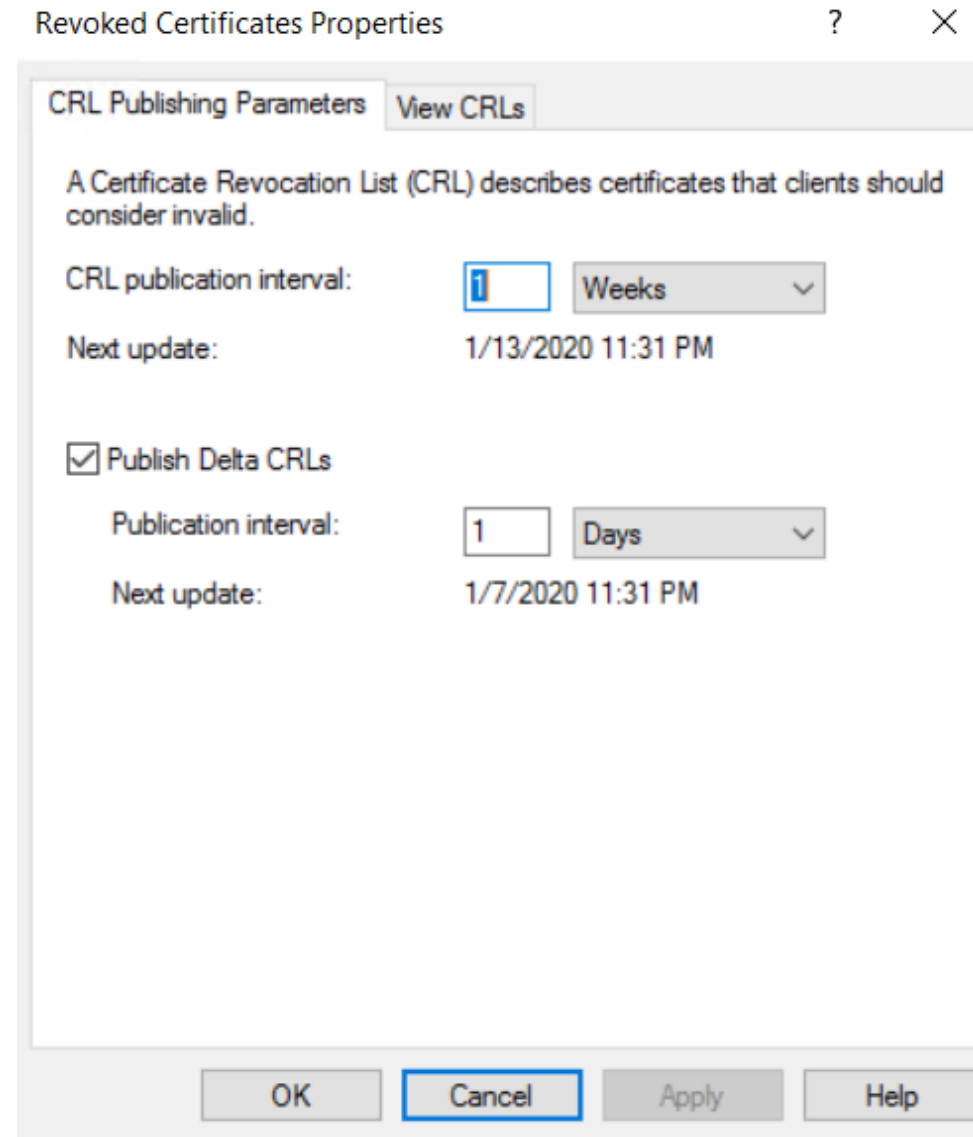 Revoked Certificates Properties ?
CRL Publishing Parameters View CRLs
A Certificate Revocation List (CRL) describes certificates that clients should
consider invalid.
CRL publication interval: 1 Weeks
Next update: 1/13/2020 11:31 PM
Publish Delta CRLs
Publication interval: 1 Days
Next update: 1/7/2020 11:31 PM
OK Cancel Apply Help